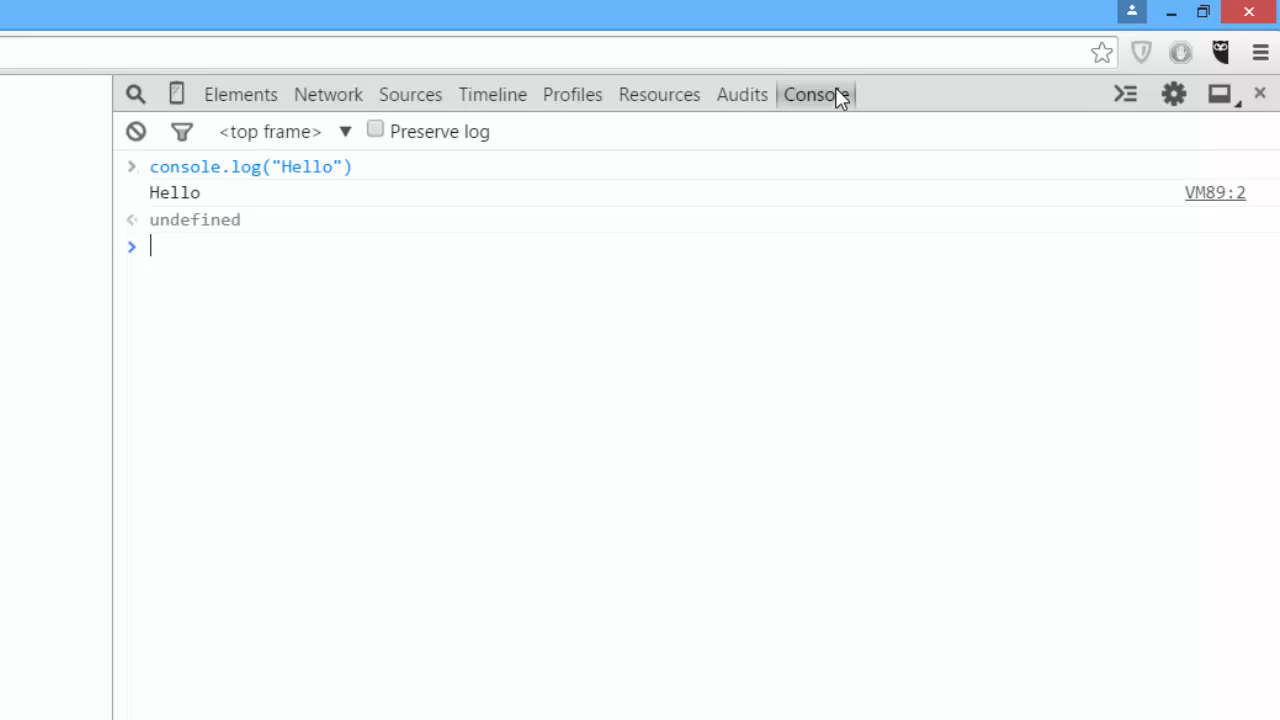 Elements Network Sources Timeline Profiles Resources Audits Console
<top frame> ▼ Preserve log
> console.log("Hello")
Hello VM89:2
< undefined
>